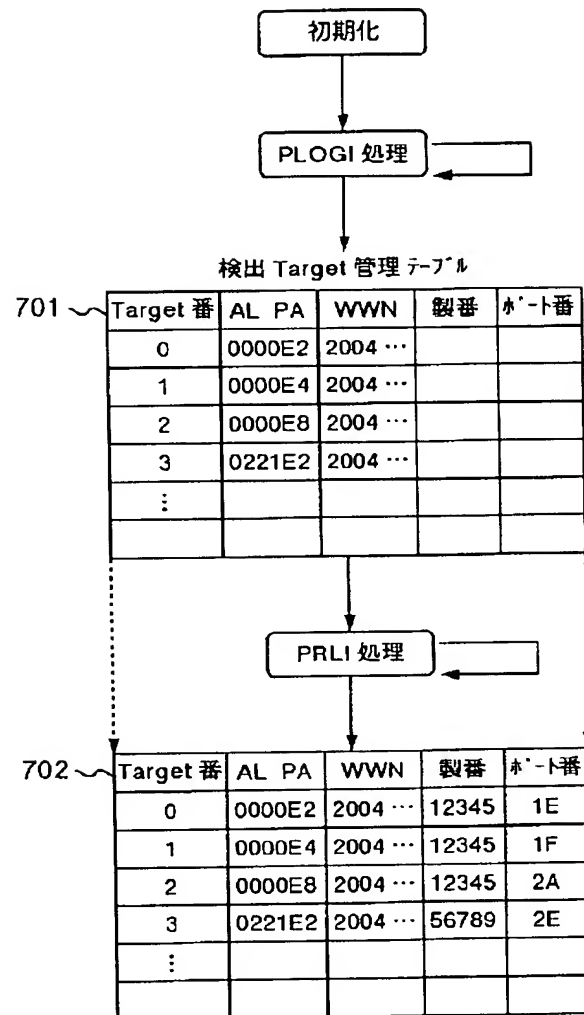 初期化
PLOGI 処理
検出 Target 管理 テーブル
701
Target 番 AL PA WWN 製番 ポート番
0 0000E2 2004 …
1 0000E4 2004 …
2 0000E8 2004 …
3 0221E2 2004 …
⋮
PRLI 処理
702
Target 番 AL PA WWN 製番 ポート番
0 0000E2 2004 … 12345 1E
1 0000E4 2004 … 12345 1F
2 0000E8 2004 … 12345 2A
3 0221E2 2004 … 56789 2E
⋮